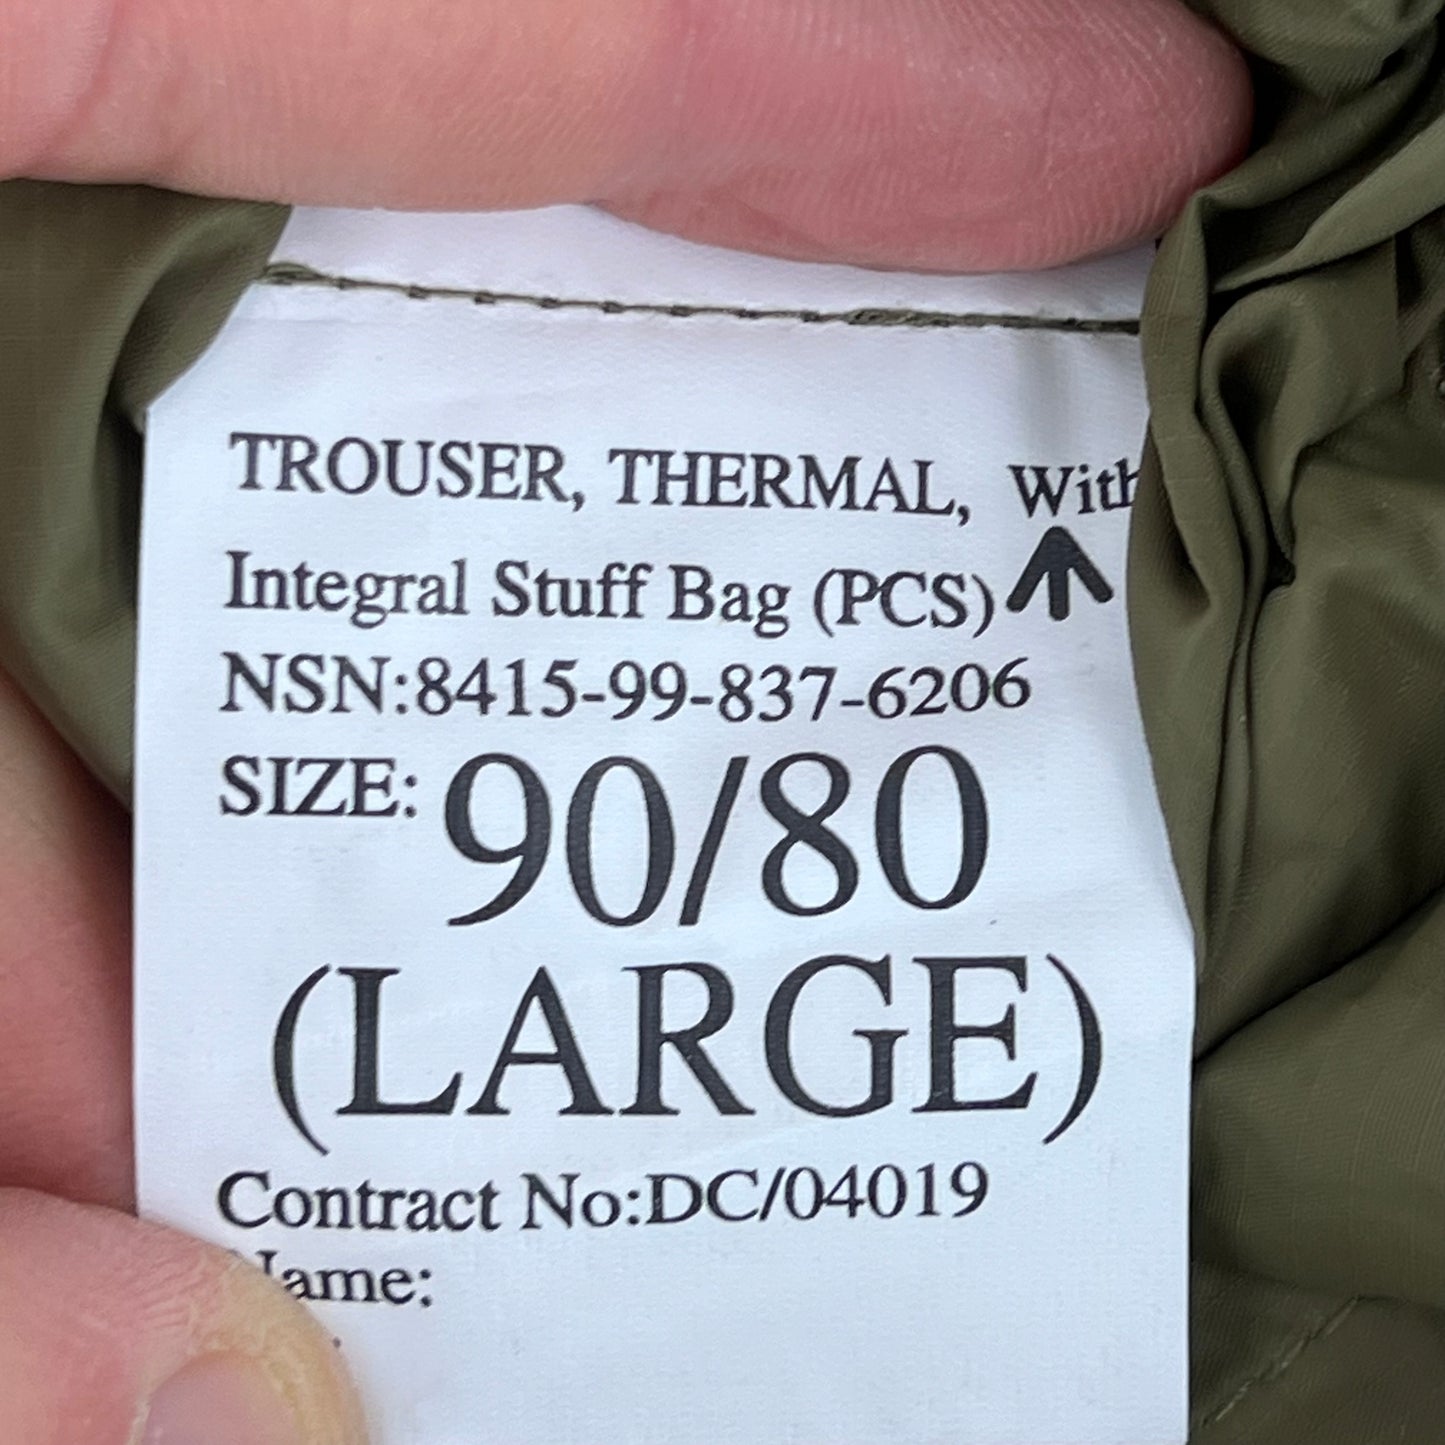 TROUSER, THERMAL, With
Integral Stuff Bag (PCS)
NSN:8415-99-837-6206
SIZE: 90/80
(LARGE)
Contract No:DC/04019
Name: